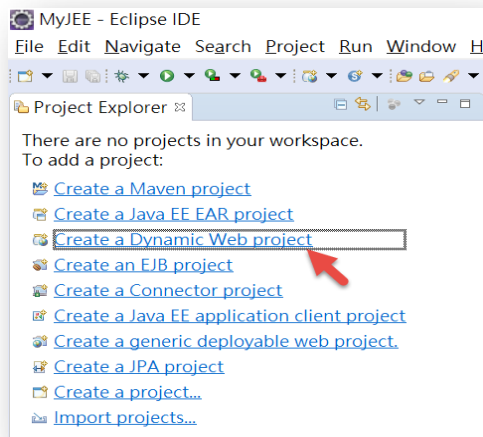 MyJEE - Eclipse IDE
File Edit Navigate Search Project Run Window H
Project Explorer
There are no projects in your workspace.
To add a project:
Create a Maven project
Create a Java EE EAR project
Create a Dynamic Web project
Create an EJB project
Create a Connector project
Create a Java EE application client project
Create a generic deployable web project.
Create a JPA project
Create a project...
Import projects...